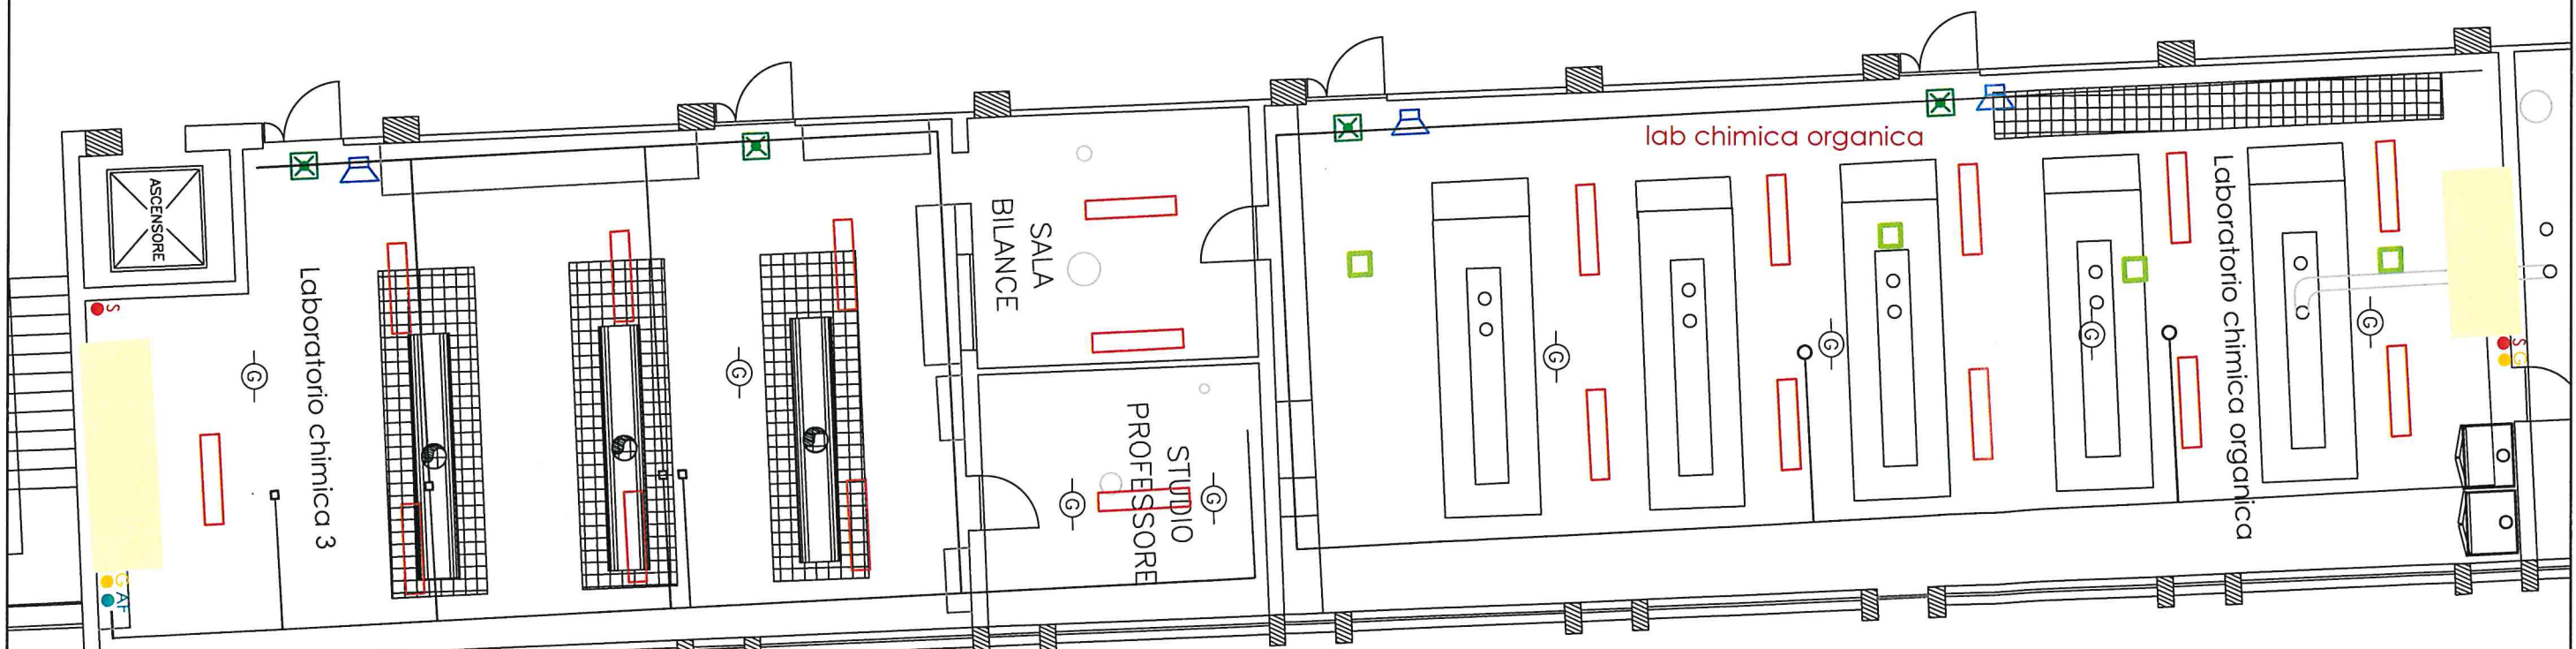 ASCENSORE
S
G
Laboratorio chimica 3
G
AF
G
SALA
BILANCE
STUDIO
PROFESSORE
G
G
lab chimica organica
G
G
G
G
Laboratorio chimica organica
S
G